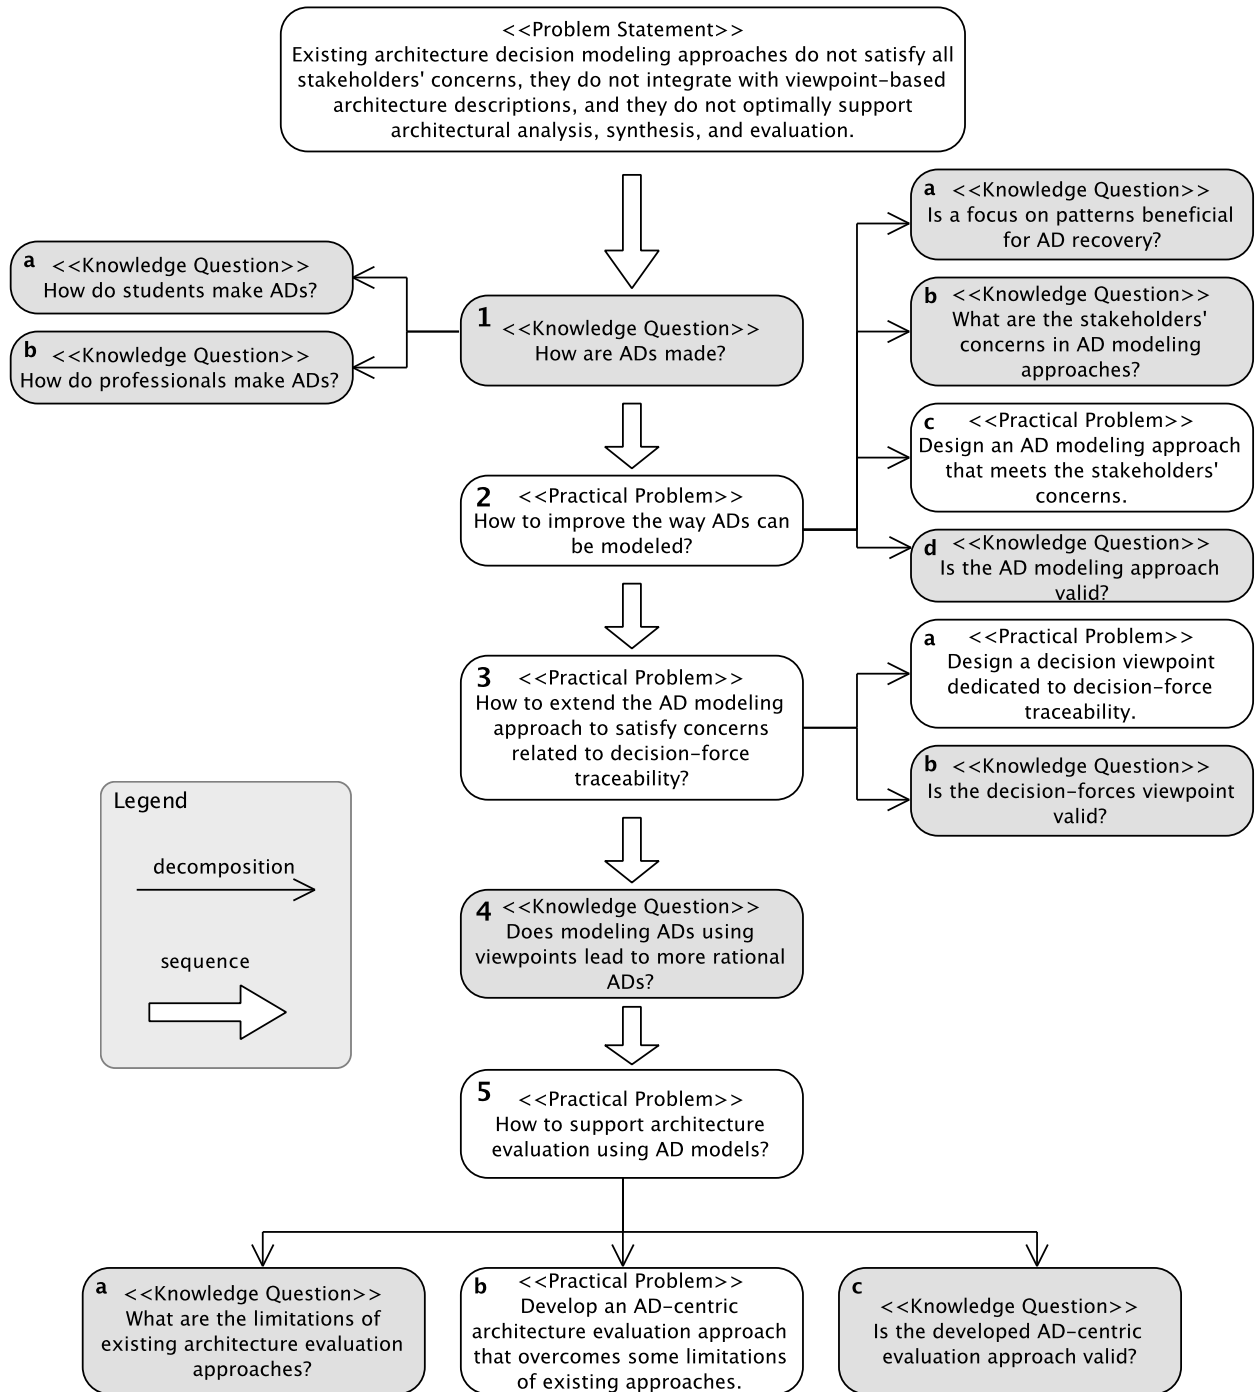 <<Problem Statement>>
Existing architecture decision modeling approaches do not satisfy all
stakeholders' concerns, they do not integrate with viewpoint-based
architecture descriptions, and they do not optimally support
architectural analysis, synthesis, and evaluation.
a <<Knowledge Question>>
How do students make ADs?
b <<Knowledge Question>>
How do professionals make ADs?
1 <<Knowledge Question>>
How are ADs made?
a <<Knowledge Question>>
Is a focus on patterns beneficial
for AD recovery?
b <<Knowledge Question>>
What are the stakeholders'
concerns in AD modeling
approaches?
c <<Practical Problem>>
Design an AD modeling approach
that meets the stakeholders'
concerns.
d <<Knowledge Question>>
Is the AD modeling approach
valid?
2 <<Practical Problem>>
How to improve the way ADs can
be modeled?
3 <<Practical Problem>>
How to extend the AD modeling
approach to satisfy concerns
related to decision-force
traceability?
a <<Practical Problem>>
Design a decision viewpoint
dedicated to decision-force
traceability.
b <<Knowledge Question>>
Is the decision-forces viewpoint
valid?
Legend
decomposition
sequence
4 <<Knowledge Question>>
Does modeling ADs using
viewpoints lead to more rational
ADs?
5 <<Practical Problem>>
How to support architecture
evaluation using AD models?
a <<Knowledge Question>>
What are the limitations of
existing architecture evaluation
approaches?
b <<Practical Problem>>
Develop an AD-centric
architecture evaluation approach
that overcomes some limitations
of existing approaches.
c
<<Knowledge Question>>
Is the developed AD-centric
evaluation approach valid?